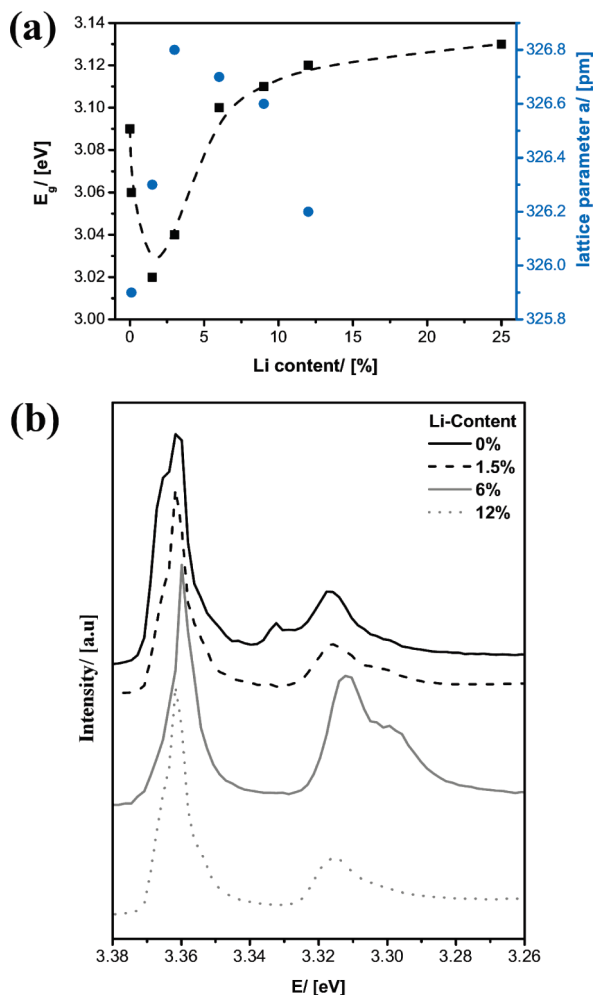 (a)
3.14
3.12
3.10
3.08
3.06
3.04
3.02
3.00
E_g/ [eV]
326.8
326.6
326.4
326.2
326.0
325.8
lattice parameter a/ [pm]
0 5 10 15 20 25
Li content/ [%]
(b)
Li-Content
0%
1.5%
6%
12%
Intensity/ [a.u]
3.38 3.36 3.34 3.32 3.30 3.28 3.26
E/ [eV]